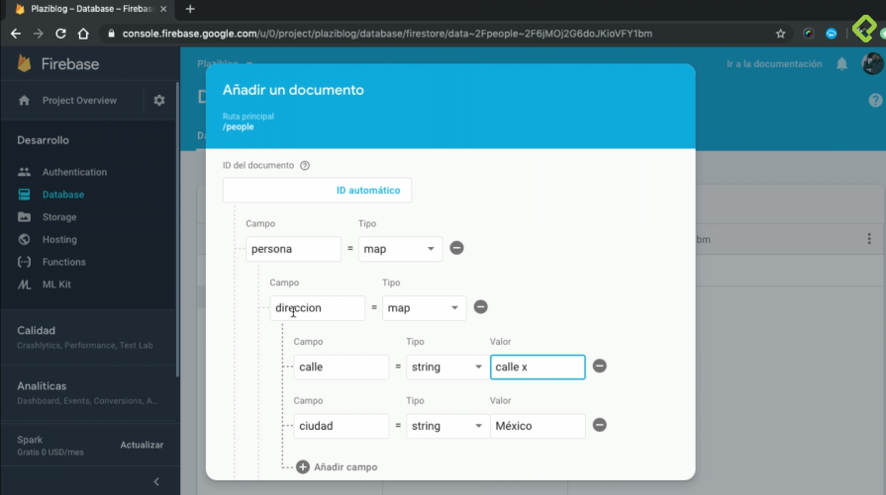 Plaziblog – Database – Firebas
console.firebase.google.com/u/0/project/plaziblog/database/firestore/data~2Fpeople~2F6jMOj2G6doJKioVFY1bm
Firebase
Ir a la documentación
Project Overview
Añadir un documento
Ruta principal
/people
Desarrollo
ID del documento
Authentication
ID automático
Database
Storage
Campo Tipo
Hosting
persona = map
bm
Functions
ML Kit
Campo Tipo
direccion = map
Calidad
Crashlytics, Performance, Test Lab
Campo Tipo Valor
calle = string calle x
Analíticas
Dashboard, Events, Conversions, A...
Campo Tipo Valor
ciudad = string México
Spark
Gratis 0 USD/mes
Actualizar
Añadir campo